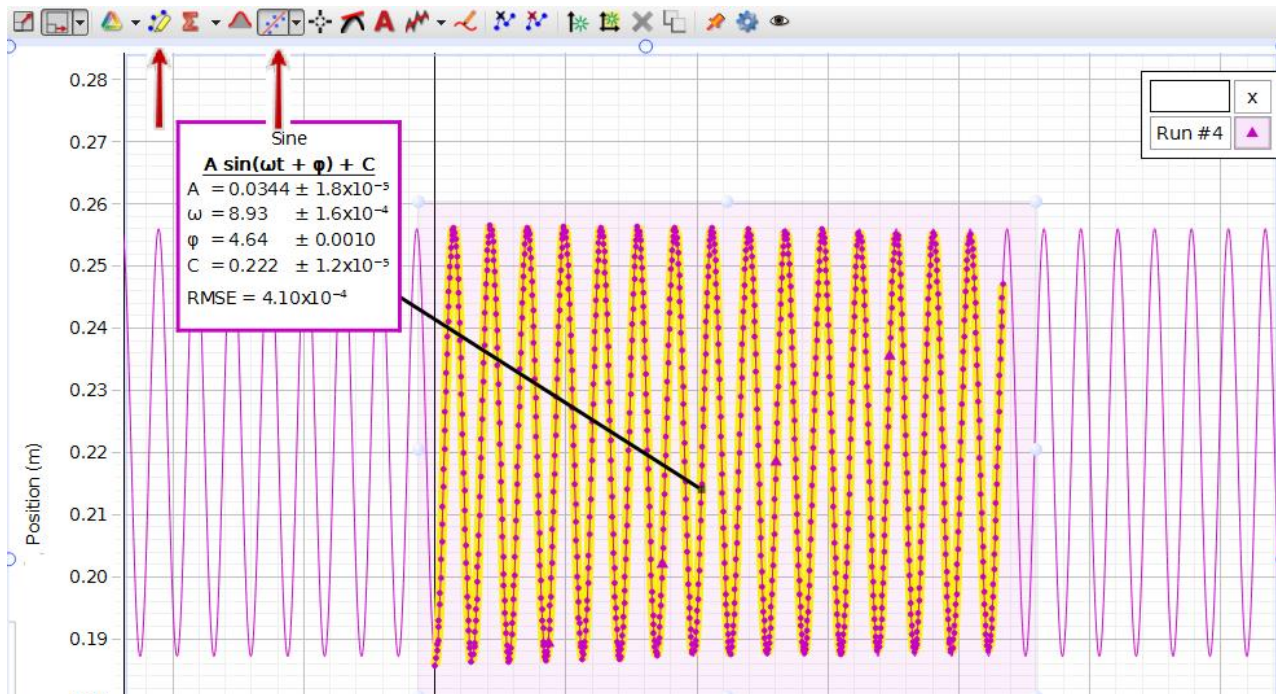 0.28
0.27
0.26
0.25
0.24
0.23
0.22
0.21
0.20
0.19
Position (m)
Sine
A sin(ωt + φ) + C
A = 0.0344 ± 1.8x10⁻⁵
ω = 8.93 ± 1.6x10⁻⁴
φ = 4.64 ± 0.0010
C = 0.222 ± 1.2x10⁻⁵
RMSE = 4.10x10⁻⁴
x
Run #4